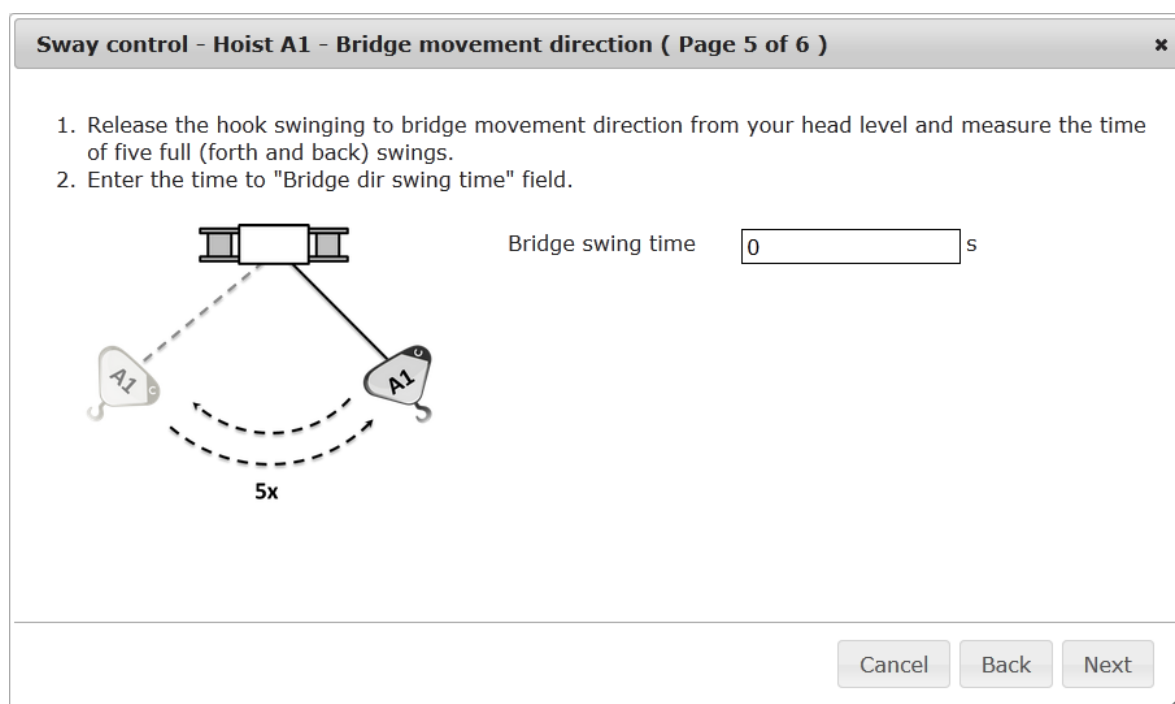 Sway control - Hoist A1 - Bridge movement direction ( Page 5 of 6 )
1. Release the hook swinging to bridge movement direction from your head level and measure the time
of five full (forth and back) swings.
2. Enter the time to "Bridge dir swing time" field.
Bridge swing time 0 s
A1 A1
5x
Cancel Back Next